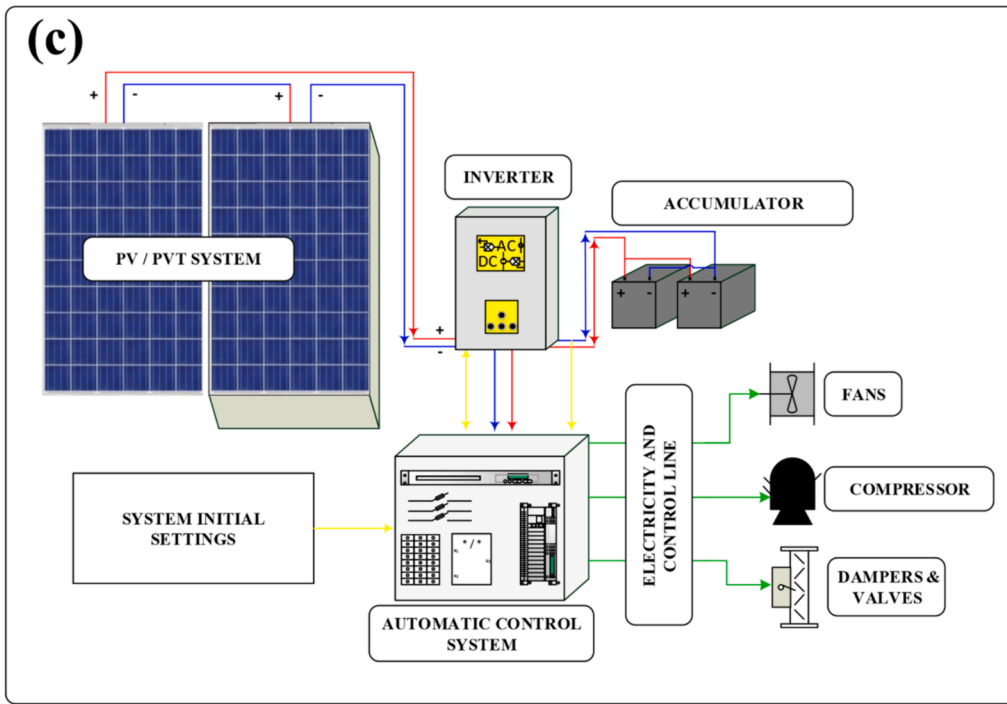 (c)
+
-
+
-
INVERTER
ACCUMULATOR
AC
DC
PV / PVT SYSTEM
+
-
+
-
+
-
FANS
ELECTRICITY AND
CONTROL LINE
COMPRESSOR
SYSTEM INITIAL
SETTINGS
* / *
DAMPERS &
VALVES
AUTOMATIC CONTROL
SYSTEM